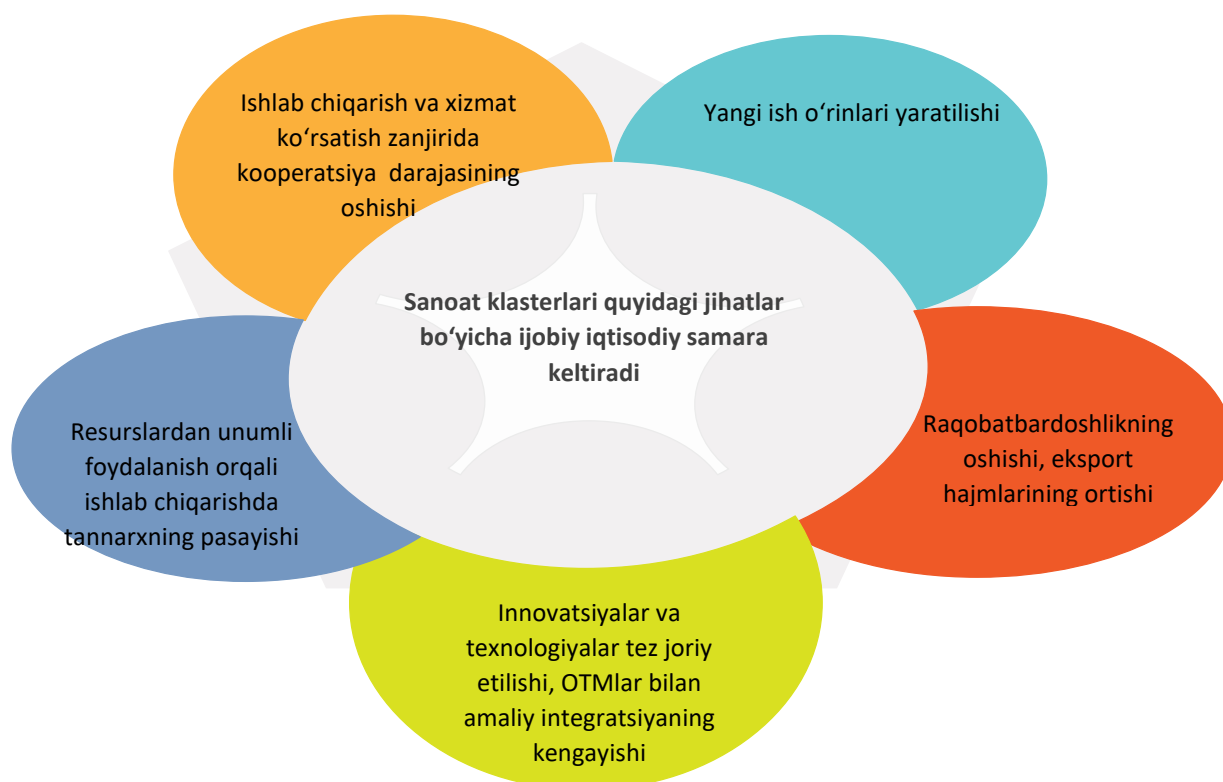 Ishlab chiqarish va xizmat
ko‘rsatish zanjirida
kooperatsiya darajasining
oshishi
Yangi ish o‘rinlari yaratilishi
Sanoat klasterlari quyidagi jihatlar
bo‘yicha ijobiy iqtisodiy samara
keltiradi
Resurslardan unumli
foydalanish orqali
ishlab chiqarishda
tannarxning pasayishi
Raqobatbardoshlikning
oshishi, eksport
hajmlarining ortishi
Innovatsiyalar va
texnologiyalar tez joriy
etilishi, OTMlar bilan
amaliy integratsiyaning
kengayishi